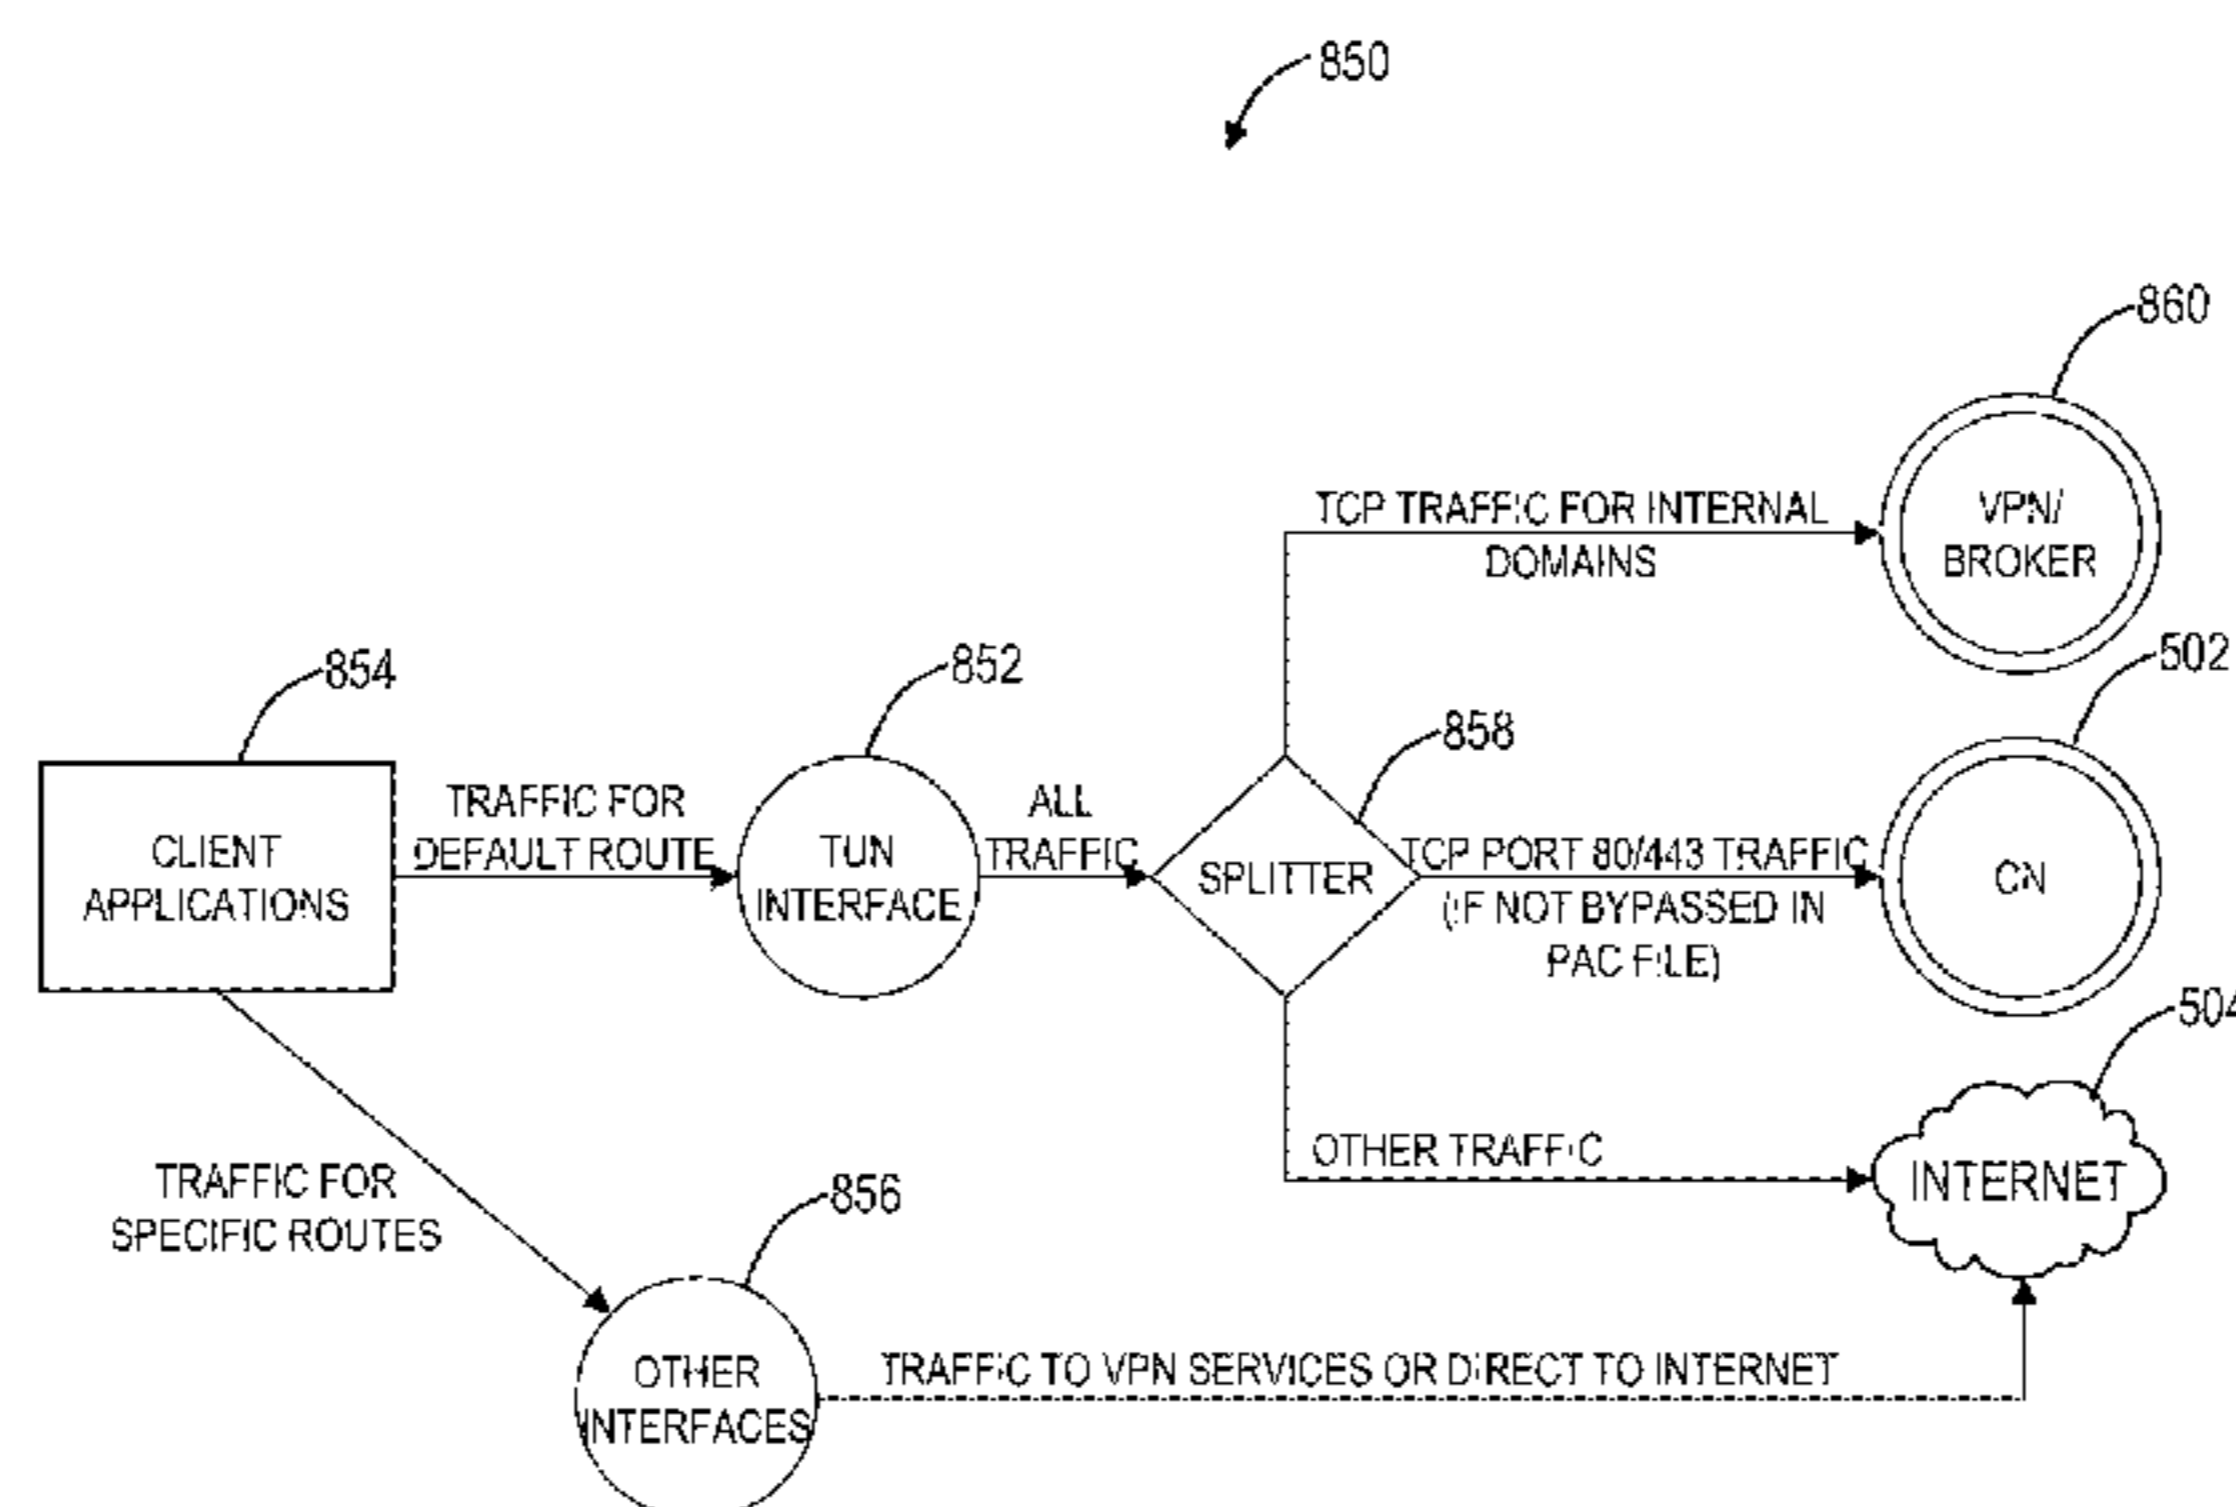 850
860
VPN/
BROKER
TCP TRAFFIC FOR INTERNAL
DOMAINS
502
854
852
858
CLIENT
APPLICATIONS
TRAFFIC FOR
DEFAULT ROUTE
TUN
INTERFACE
ALL
TRAFFIC
SPLITTER
TCP PORT 80/443 TRAFFIC
(IF NOT BYPASSED IN
PAC FILE)
CN
504
OTHER TRAFFIC
INTERNET
TRAFFIC FOR
SPECIFIC ROUTES
856
OTHER
INTERFACES
TRAFFIC TO VPN SERVICES OR DIRECT TO INTERNET